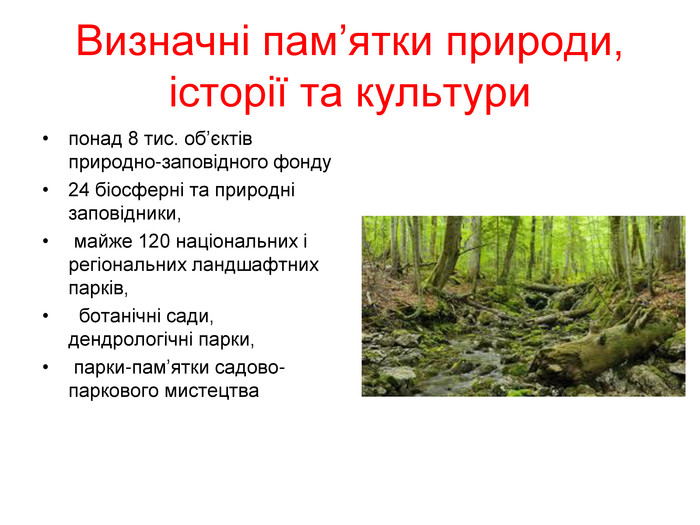 Визначні пам’ятки природи,
історії та культури
• понад 8 тис. об’єктів
природно-заповідного фонду
• 24 біосферні та природні
заповідники,
• майже 120 національних і
регіональних ландшафтних
парків,
• ботанічні сади,
дендрологічні парки,
• парки-пам’ятки садово-
паркового мистецтва